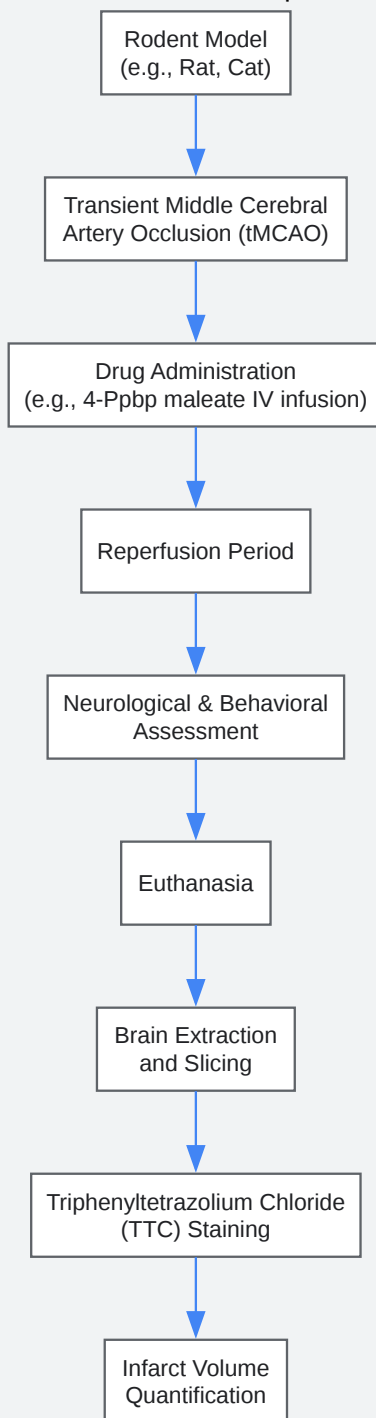 Rodent Model
(e.g., Rat, Cat)
Transient Middle Cerebral
Artery Occlusion (tMCAO)
Drug Administration
(e.g., 4-Ppbp maleate IV infusion)
Reperfusion Period
Neurological & Behavioral
Assessment
Euthanasia
Brain Extraction
and Slicing
Triphenyltetrazolium Chloride
(TTC) Staining
Infarct Volume
Quantification